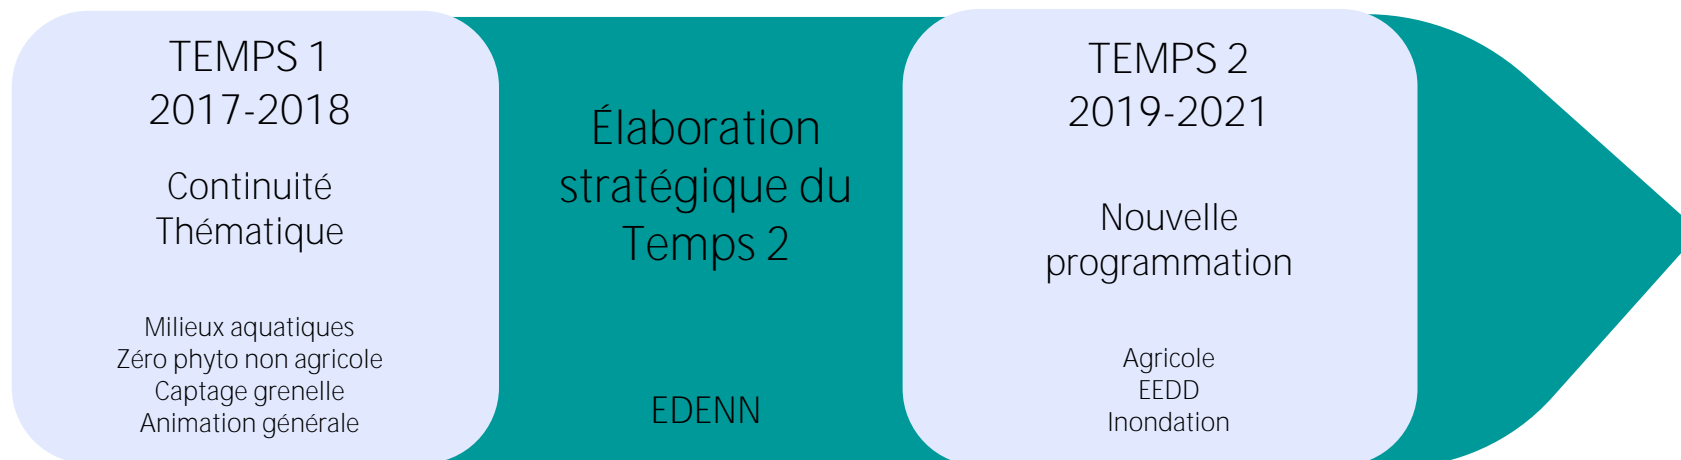 TEMPS 1
2017-2018
Continuité
Thématique
Milieux aquatiques
Zéro phyto non agricole
Captage grenelle
Animation générale
Élaboration
stratégique du
Temps 2
EDENN
TEMPS 2
2019-2021
Nouvelle
programmation
Agricole
EEDD
Inondation